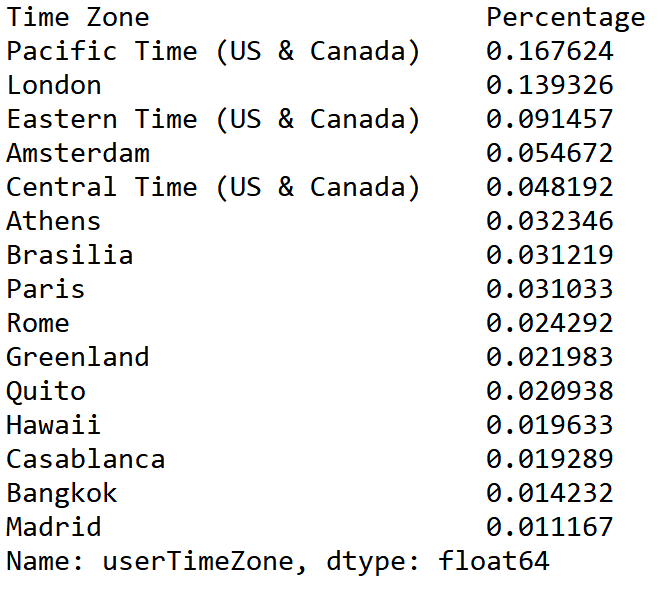 Time Zone Percentage
Pacific Time (US & Canada) 0.167624
London 0.139326
Eastern Time (US & Canada) 0.091457
Amsterdam 0.054672
Central Time (US & Canada) 0.048192
Athens 0.032346
Brasilia 0.031219
Paris 0.031033
Rome 0.024292
Greenland 0.021983
Quito 0.020938
Hawaii 0.019633
Casablanca 0.019289
Bangkok 0.014232
Madrid 0.011167
Name: userTimeZone, dtype: float64